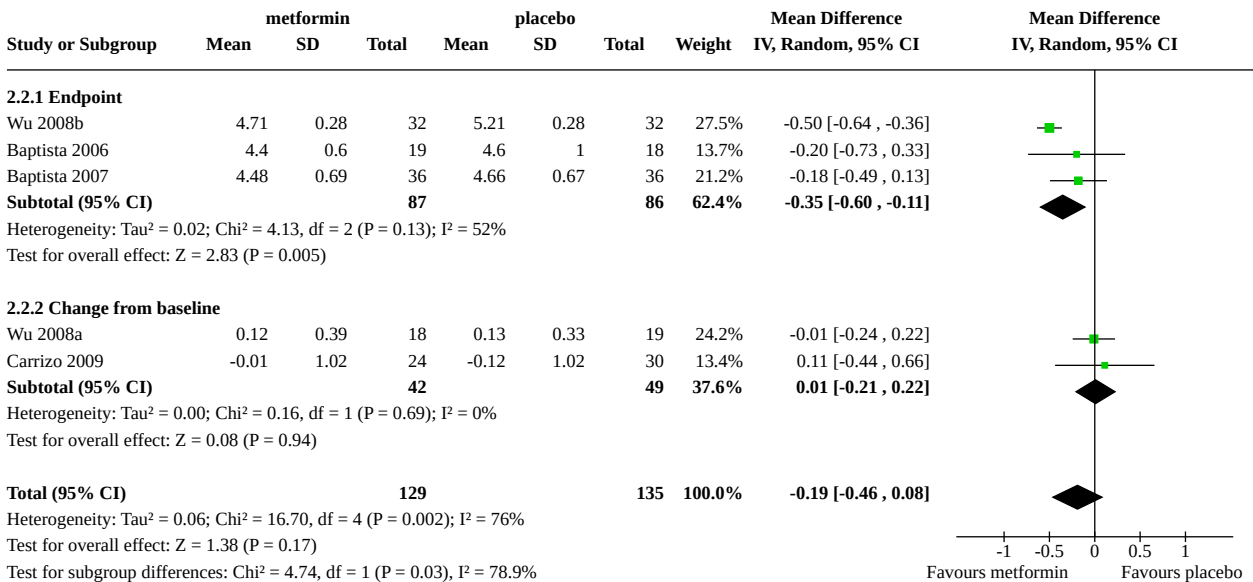 metformin placebo Mean Difference Mean Difference
Study or Subgroup Mean SD Total Mean SD Total Weight IV, Random, 95% CI IV, Random, 95% CI
2.2.1 Endpoint
Wu 2008b 4.71 0.28 32 5.21 0.28 32 27.5% -0.50 [-0.64 , -0.36]
Baptista 2006 4.4 0.6 19 4.6 1 18 13.7% -0.20 [-0.73 , 0.33]
Baptista 2007 4.48 0.69 36 4.66 0.67 36 21.2% -0.18 [-0.49 , 0.13]
Subtotal (95% CI) 87 86 62.4% -0.35 [-0.60 , -0.11]
Heterogeneity: Tau² = 0.02; Chi² = 4.13, df = 2 (P = 0.13); I² = 52%
Test for overall effect: Z = 2.83 (P = 0.005)
2.2.2 Change from baseline
Wu 2008a 0.12 0.39 18 0.13 0.33 19 24.2% -0.01 [-0.24 , 0.22]
Carrizo 2009 -0.01 1.02 24 -0.12 1.02 30 13.4% 0.11 [-0.44 , 0.66]
Subtotal (95% CI) 42 49 37.6% 0.01 [-0.21 , 0.22]
Heterogeneity: Tau² = 0.00; Chi² = 0.16, df = 1 (P = 0.69); I² = 0%
Test for overall effect: Z = 0.08 (P = 0.94)
Total (95% CI) 129 135 100.0% -0.19 [-0.46 , 0.08]
Heterogeneity: Tau² = 0.06; Chi² = 16.70, df = 4 (P = 0.002); I² = 76%
Test for overall effect: Z = 1.38 (P = 0.17)
Test for subgroup differences: Chi² = 4.74, df = 1 (P = 0.03), I² = 78.9%
-1 -0.5 0 0.5 1
Favours metformin Favours placebo